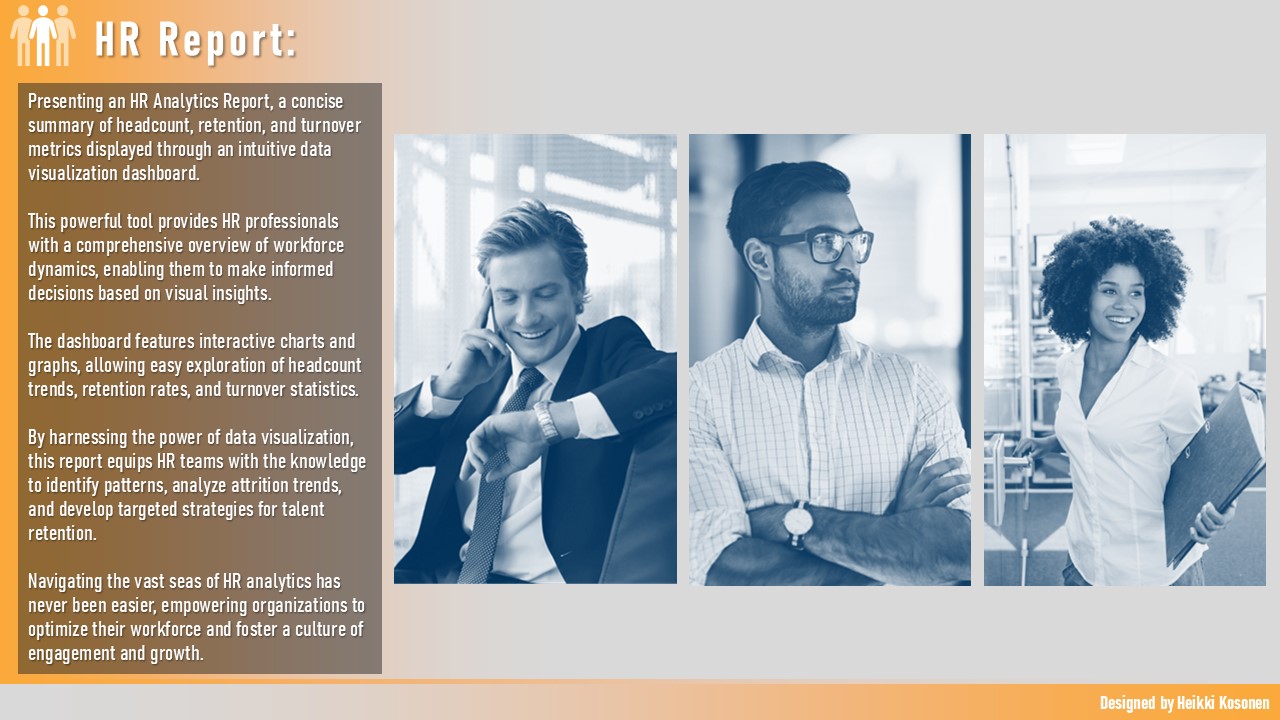 HR Report:
Presenting an HR Analytics Report, a concise
summary of headcount, retention, and turnover
metrics displayed through an intuitive data
visualization dashboard.
This powerful tool provides HR professionals
with a comprehensive overview of workforce
dynamics, enabling them to make informed
decisions based on visual insights.
The dashboard features interactive charts and
graphs, allowing easy exploration of headcount
trends, retention rates, and turnover statistics.
By harnessing the power of data visualization,
this report equips HR teams with the knowledge
to identify patterns, analyze attrition trends,
and develop targeted strategies for talent
retention.
Navigating the vast seas of HR analytics has
never been easier, empowering organizations to
optimize their workforce and foster a culture of
engagement and growth.
Designed by Heikki Kosonen